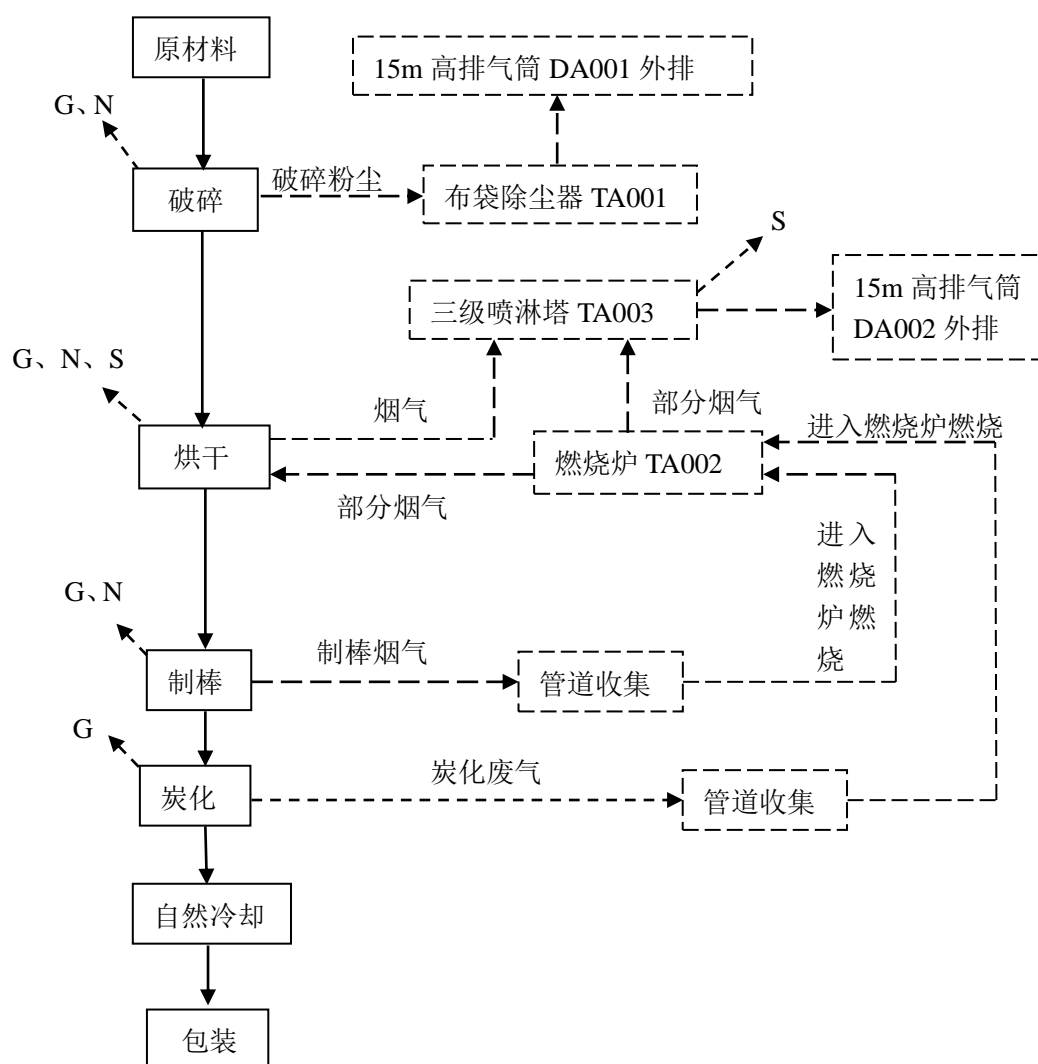 原材料
15m 高排气筒 DA001 外排
G、N
破碎粉尘
破碎
布袋除尘器 TA001
S
三级喷淋塔 TA003
15m 高排气筒
DA002 外排
G、N、S
烟气
部分烟气
进入燃烧炉燃烧
烘干
燃烧炉 TA002
部分烟气
进入
燃烧
炉燃
烧
G、N
制棒烟气
制棒
管道收集
G
炭化废气
炭化
管道收集
自然冷却
包装